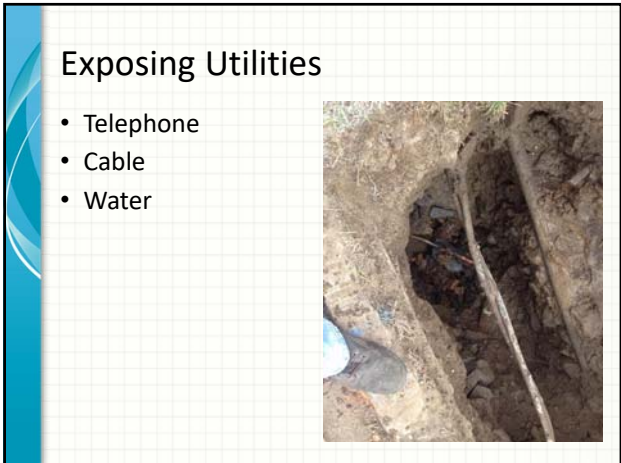 Exposing Utilities
• Telephone
• Cable
• Water